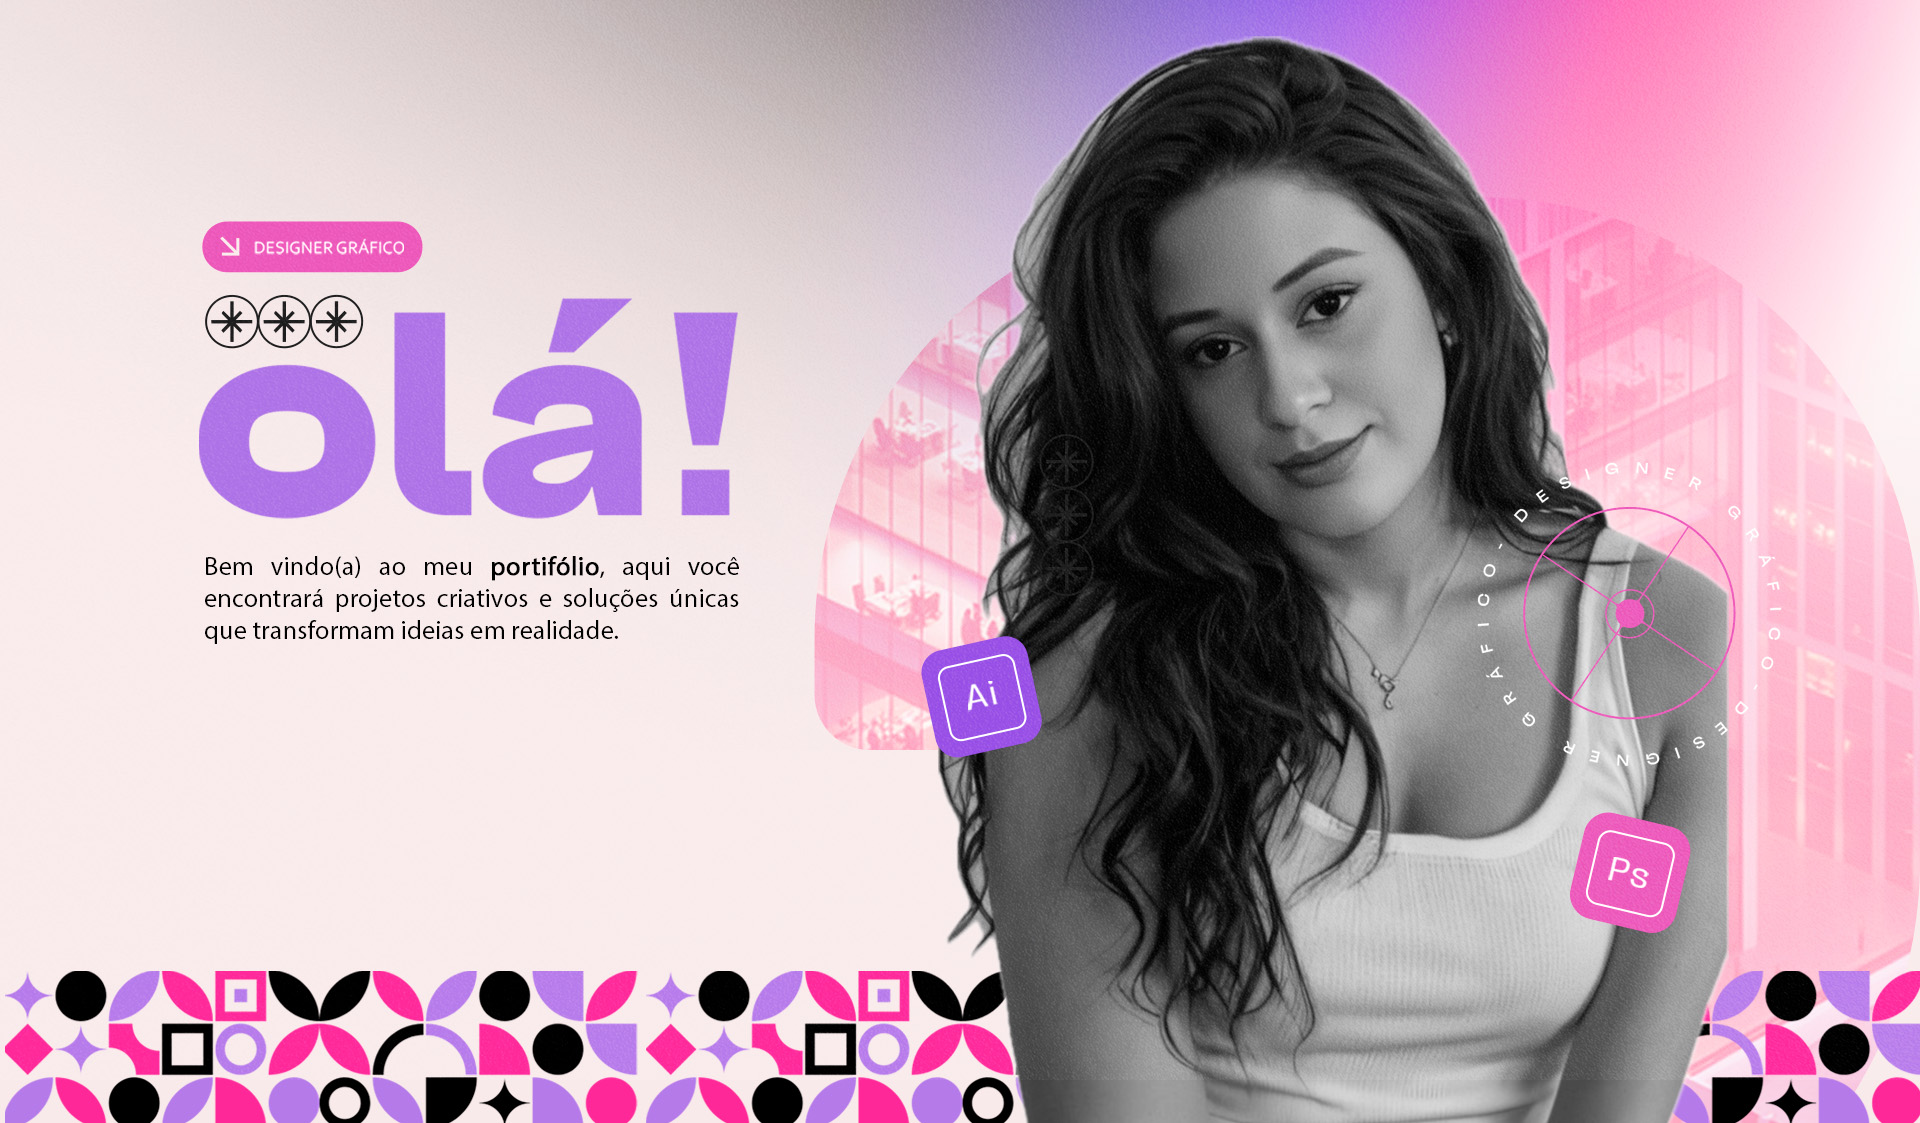 DESIGNER GRÁFICO
olá!
Bem vindo(a) ao meu portifólio, aqui você
encontrará projetos criativos e soluções únicas
que transformam ideias em realidade.
Ai
DESIGNER GRÁFICO - DESIGNER GRÁFICO -
Ps